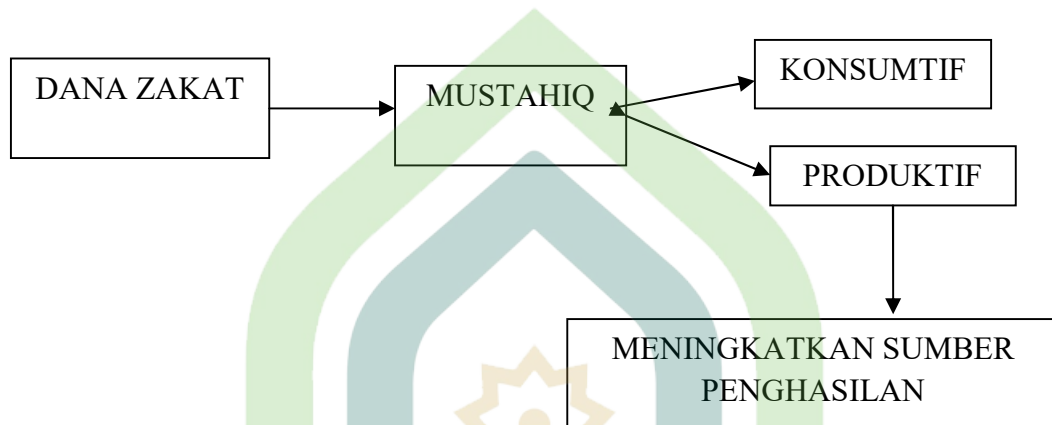 DANA ZAKAT
MUSTAHIQ
KONSUMTIF
PRODUKTIF
MENINGKATKAN SUMBER
PENGHASILAN